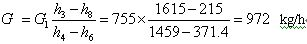 G = G₁ (h₃ - h₈)/(h₄ - h₆) = 755 × (1615 - 215)/(1459 - 371.4) = 972 kg/h